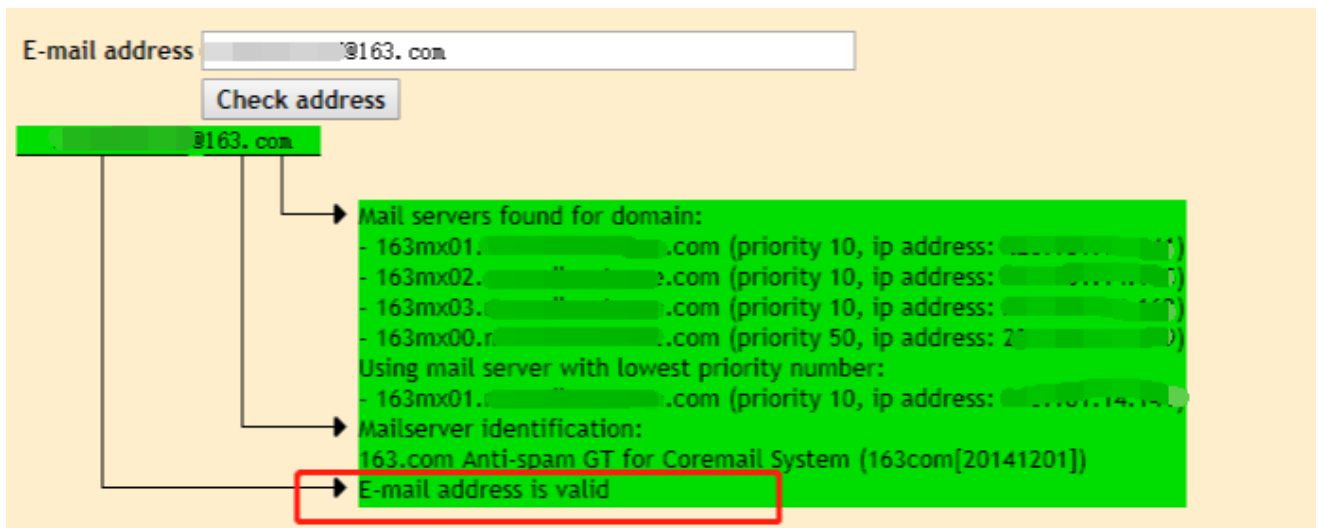 E-mail address
@163.com
Check address
@163.com
Mail servers found for domain:
- 163mx01. .com (priority 10, ip address: )
- 163mx02. .com (priority 10, ip address: )
- 163mx03. .com (priority 10, ip address: )
- 163mx00. .com (priority 50, ip address: )
Using mail server with lowest priority number:
- 163mx01. .com (priority 10, ip address: )
Mailserver identification:
163.com Anti-spam GT for Coremail System (163com[20141201])
E-mail address is valid